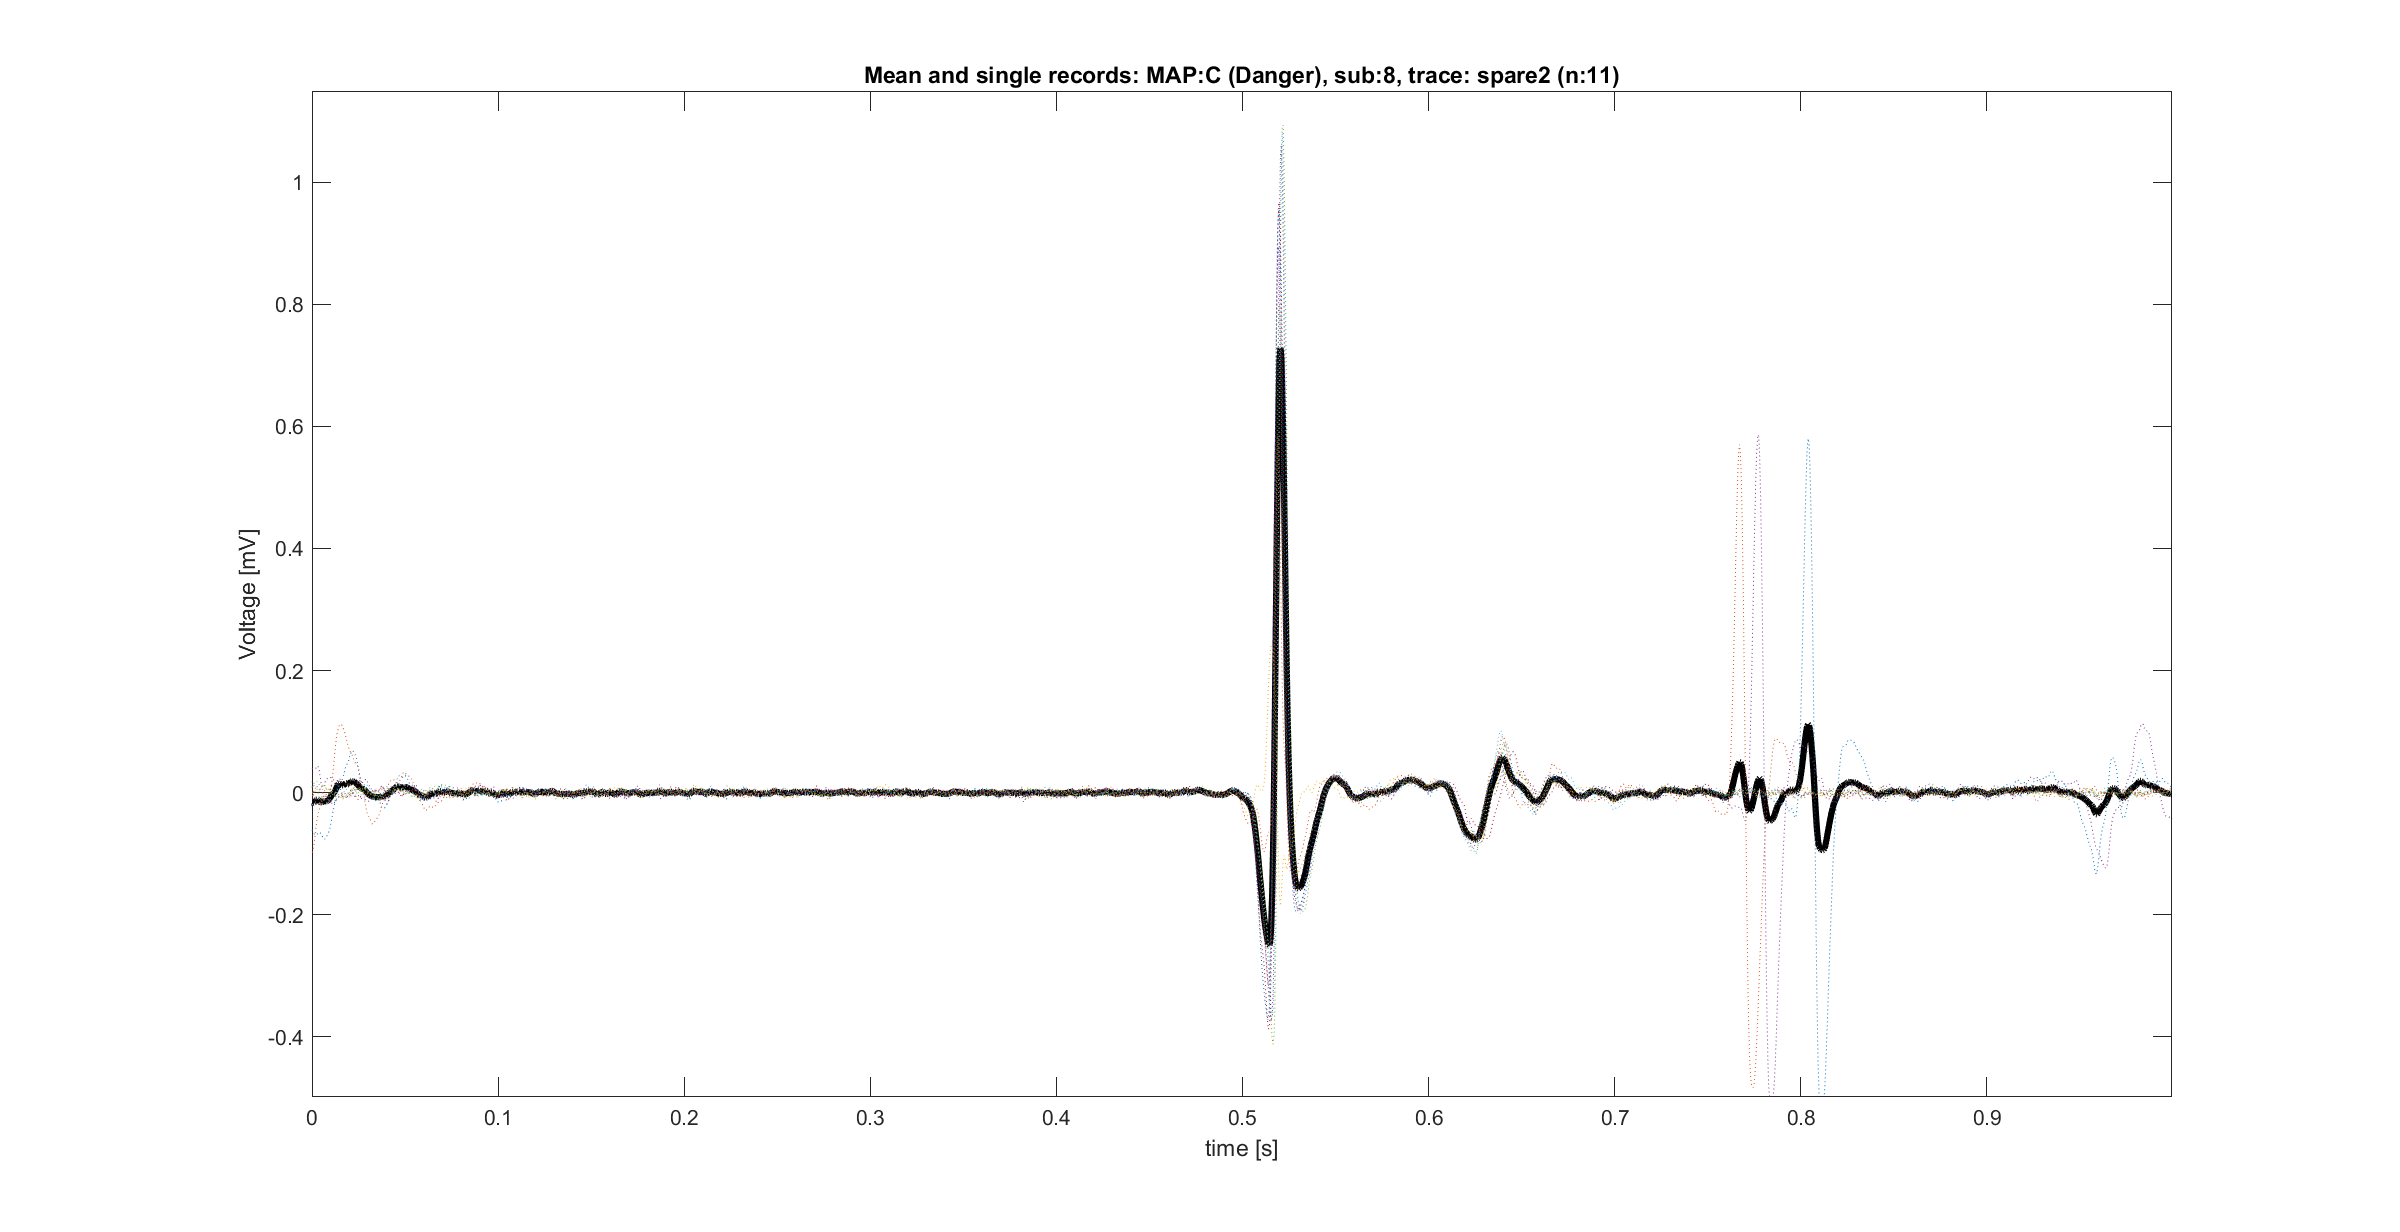 Mean and single records: MAP:C (Danger), sub:8, trace: spare2 (n:11)
1
0.8
0.6
0.4
0.2
0
-0.2
-0.4
Voltage [mV]
0 0.1 0.2 0.3 0.4 0.5 0.6 0.7 0.8 0.9
time [s]